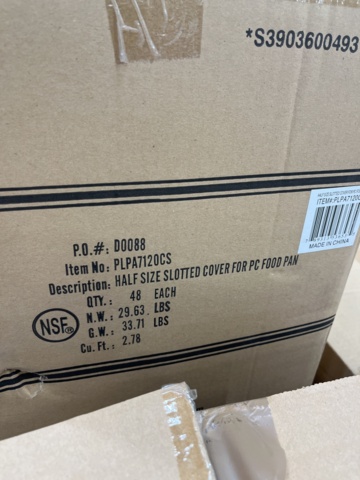 *S3903600493
ITEM#:PLPA7120C
MADE IN CHINA
P.O.#: D0088
Item No: PLPA7120CS
Description: HALF SIZE SLOTTED COVER FOR PC FOOD PAN
QTY.: 48 EACH
N.W.: 29.63 LBS
G.W.: 33.71 LBS
Cu.Ft.: 2.78
NSF®